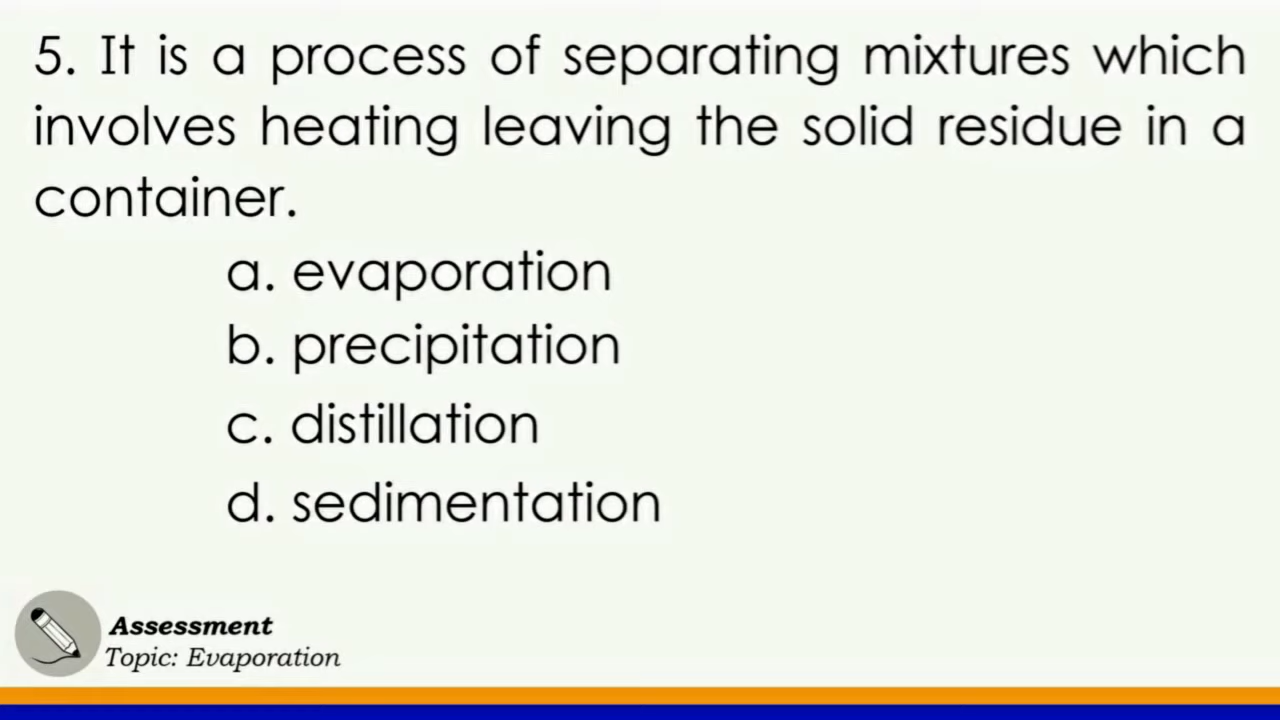 5. It is a process of separating mixtures which
involves heating leaving the solid residue in a
container.
a. evaporation
b. precipitation
c. distillation
d. sedimentation
Assessment
Topic: Evaporation